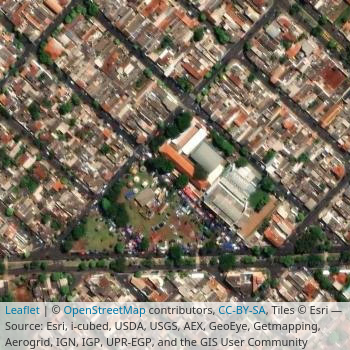 Leaflet | © OpenStreetMap contributors, CC-BY-SA, Tiles © Esri —
Source: Esri, i-cubed, USDA, USGS, AEX, GeoEye, Getmapping,
Aerogrid, IGN, IGP, UPR-EGP, and the GIS User Community